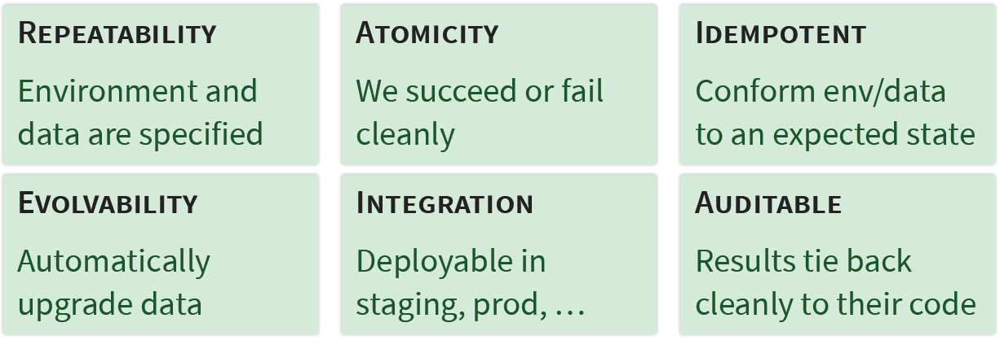 Repeatability
Environment and
data are specified
Atomicity
We succeed or fail
cleanly
Idempotent
Conform env/data
to an expected state
Evolvability
Automatically
upgrade data
Integration
Deployable in
staging, prod, …
Auditable
Results tie back
cleanly to their code